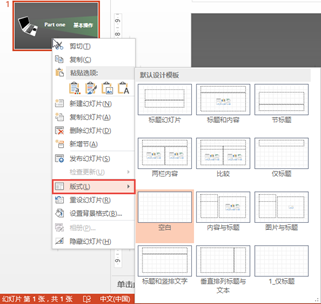 1
Part one 基本操作
剪切(T)
复制(C)
粘贴选项:
A
新建幻灯片(N)
复制幻灯片(A)
删除幻灯片(D)
新增节(A)
发布幻灯片(S)
检查更新(U)
版式(L)
重设幻灯片(R)
设置背景格式(B)...
相册(P)...
隐藏幻灯片(H)
默认设计模板
标题幻灯片 标题和内容 节标题
两栏内容 比较 仅标题
空白 内容与标题 图片与标题
标题和竖排文字 垂直排列标题与文本 1_仅标题
单击
幻灯片 第 1 张，共 1 张 中文(中国)